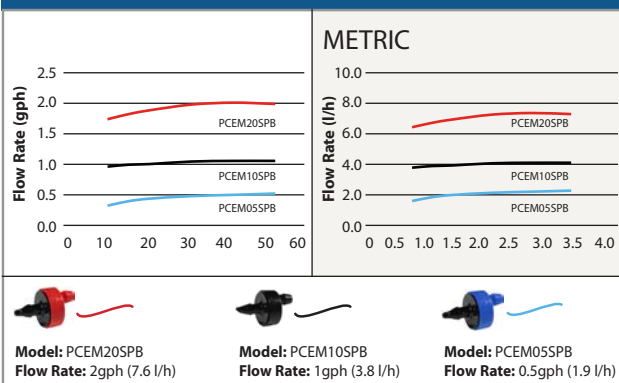 METRIC
Flow Rate (gph)
2.5
2.0
1.5
1.0
0.5
0.0
PCEM20SPB
PCEM10SPB
PCEM05SPB
0 10 20 30 40 50 60
Flow Rate (l/h)
10.0
8.0
6.0
4.0
2.0
0.0
PCEM20SPB
PCEM10SPB
PCEM05SPB
0 0.5 1.0 1.5 2.0 2.5 3.0 3.5 4.0
Model: PCEM20SPB
Flow Rate: 2gph (7.6 l/h)
Model: PCEM10SPB
Flow Rate: 1gph (3.8 l/h)
Model: PCEM05SPB
Flow Rate: 0.5gph (1.9 l/h)